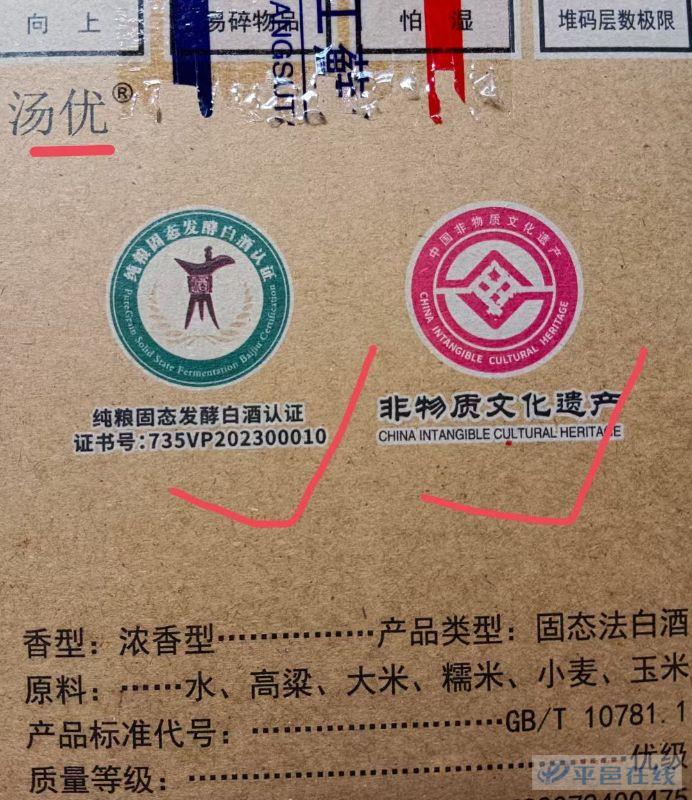 向 上
易碎物品
怕 湿
堆码层数极限
汤优®
纯粮固态发酵白酒认证
Pure Grain Solid State Fermentation Baijiu Certification
中国非物质文化遗产
CHINA INTANGIBLE CULTURAL HERITAGE
纯粮固态发酵白酒认证
证书号:735VP202300010
非物质文化遗产
CHINA INTANGIBLE CULTURAL HERITAGE
香型: 浓香型………………产品类型: 固态法白酒
原料: ……水、高粱、大米、糯米、小麦、玉米
产品标准代号: ………………………………GB/T 10781.1
质量等级: ……………………………………………优级
平邑在线